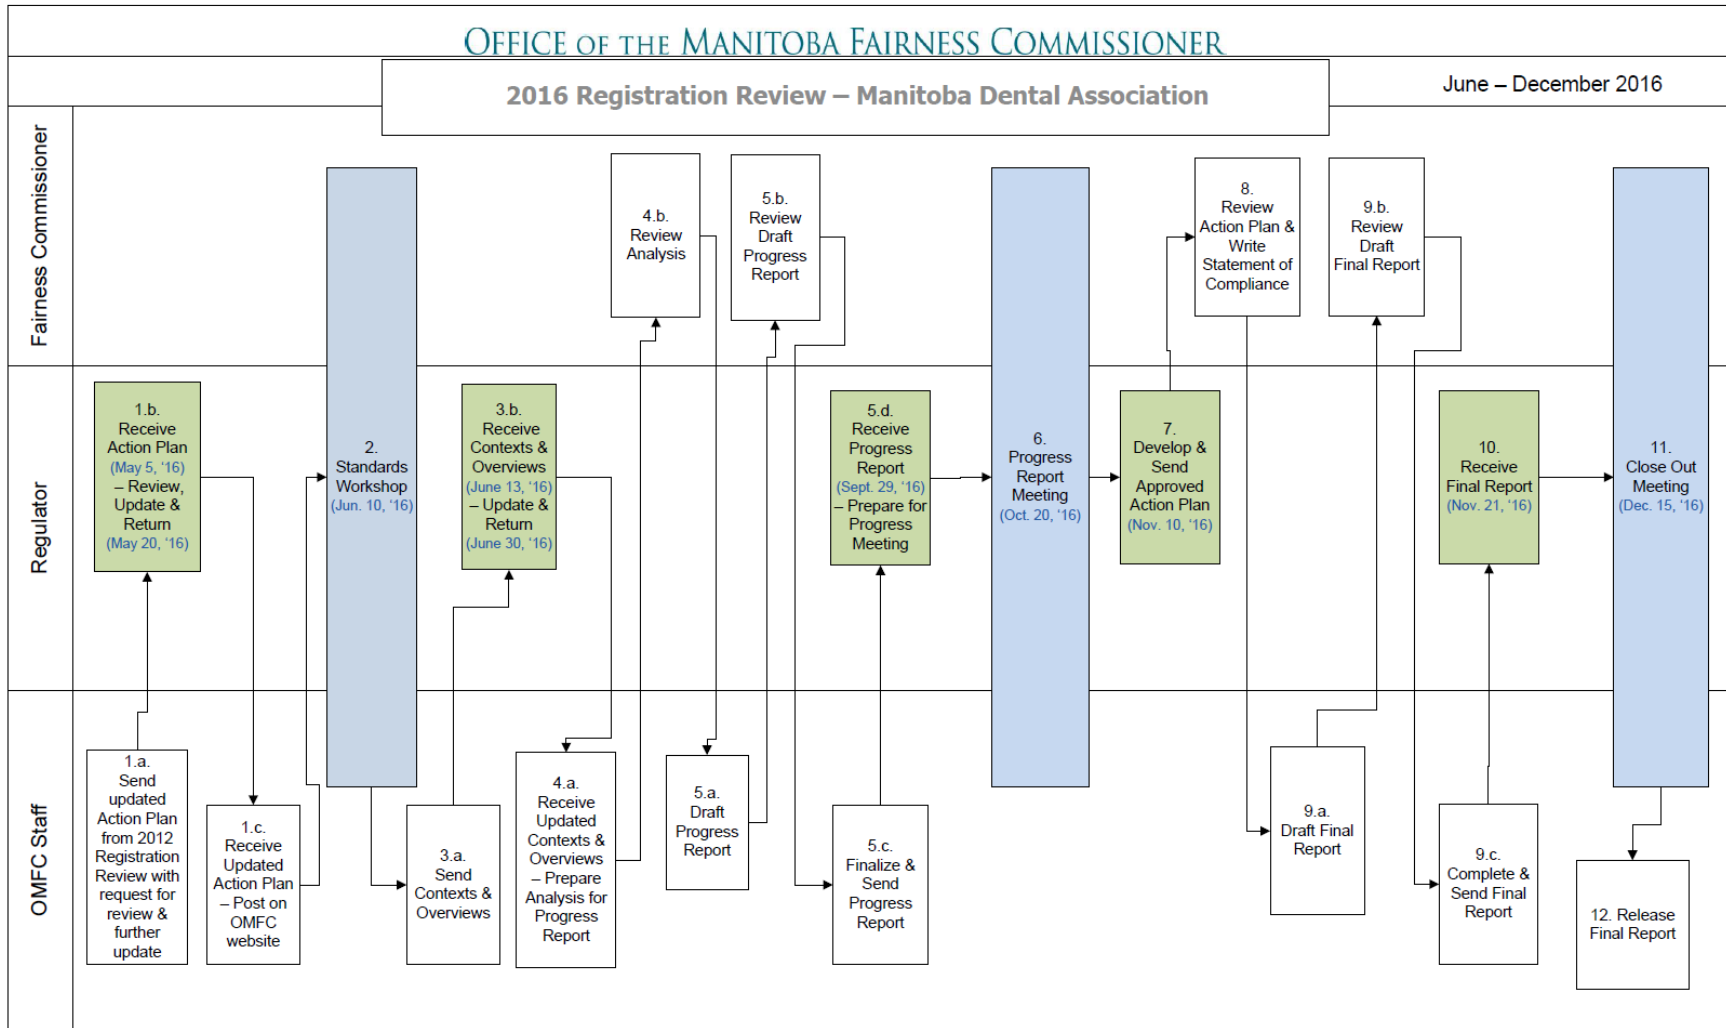 OFFICE OF THE MANITOBA FAIRNESS COMMISSIONER
2016 Registration Review – Manitoba Dental Association
June – December 2016
Fairness Commissioner
4.b.
Review
Analysis
5.b.
Review
Draft
Progress
Report
8.
Review
Action Plan &
Write
Statement of
Compliance
9.b.
Review
Draft
Final Report
Regulator
1.b.
Receive
Action Plan
(May 5, ‘16)
– Review,
Update &
Return
(May 20, ‘16)
2.
Standards
Workshop
(Jun. 10, ‘16)
3.b.
Receive
Contexts &
Overviews
(June 13, ‘16)
– Update &
Return
(June 30, ‘16)
5.d.
Receive
Progress
Report
(Sept. 29, ‘16)
– Prepare for
Progress
Meeting
6.
Progress
Report
Meeting
(Oct. 20, ‘16)
7.
Develop &
Send
Approved
Action Plan
(Nov. 10, ‘16)
10.
Receive
Final Report
(Nov. 21, ‘16)
11.
Close Out
Meeting
(Dec. 15, ‘16)
OMFC Staff
1.a.
Send
updated
Action Plan
from 2012
Registration
Review with
request for
review &
further
update
1.c.
Receive
Updated
Action Plan
– Post on
OMFC
website
3.a.
Send
Contexts &
Overviews
4.a.
Receive
Updated
Contexts &
Overviews
– Prepare
Analysis for
Progress
Report
5.a.
Draft
Progress
Report
5.c.
Finalize &
Send
Progress
Report
9.a.
Draft Final
Report
9.c.
Complete &
Send Final
Report
12. Release
Final Report